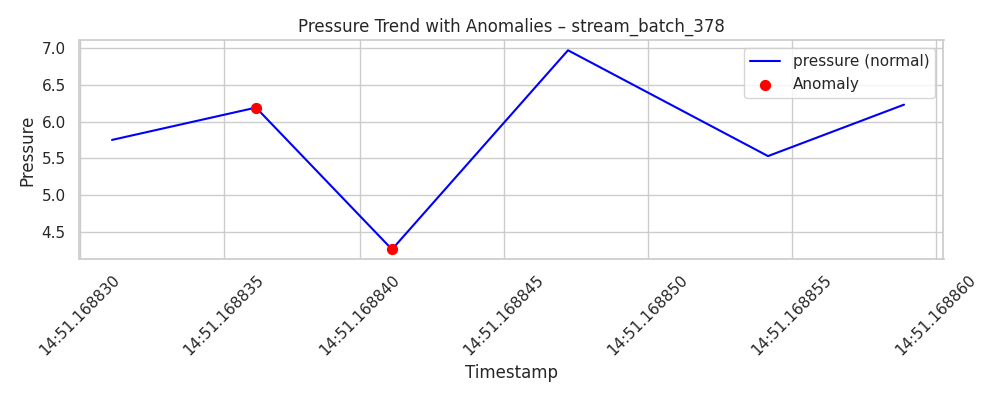 Pressure Trend with Anomalies – stream_batch_378
pressure (normal)
Anomaly
Pressure
7.0
6.5
6.0
5.5
5.0
4.5
14:51.168830
14:51.168835
14:51.168840
14:51.168845
14:51.168850
14:51.168855
14:51.168860
Timestamp